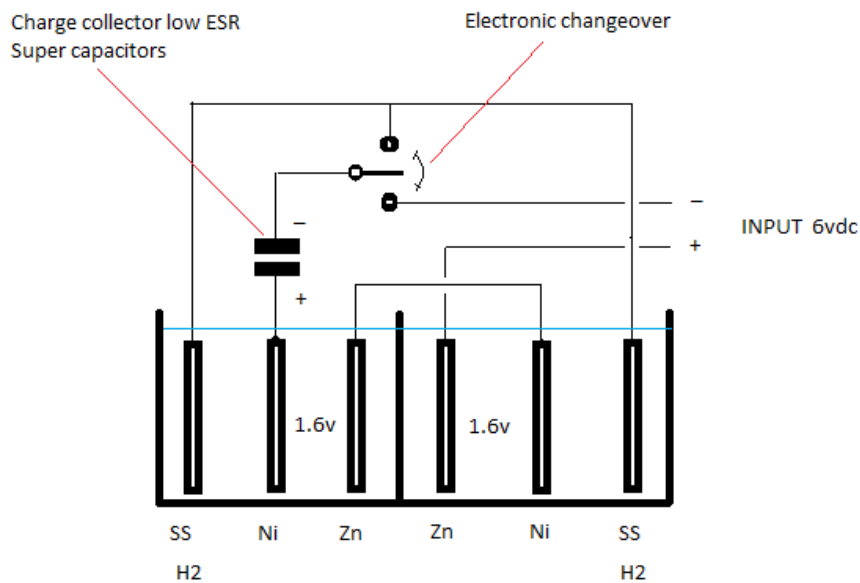 Charge collector low ESR
Super capacitors
Electronic changeover
–
–
INPUT 6vdc
+
+
1.6v
1.6v
SS Ni Zn Zn Ni SS
H2 H2